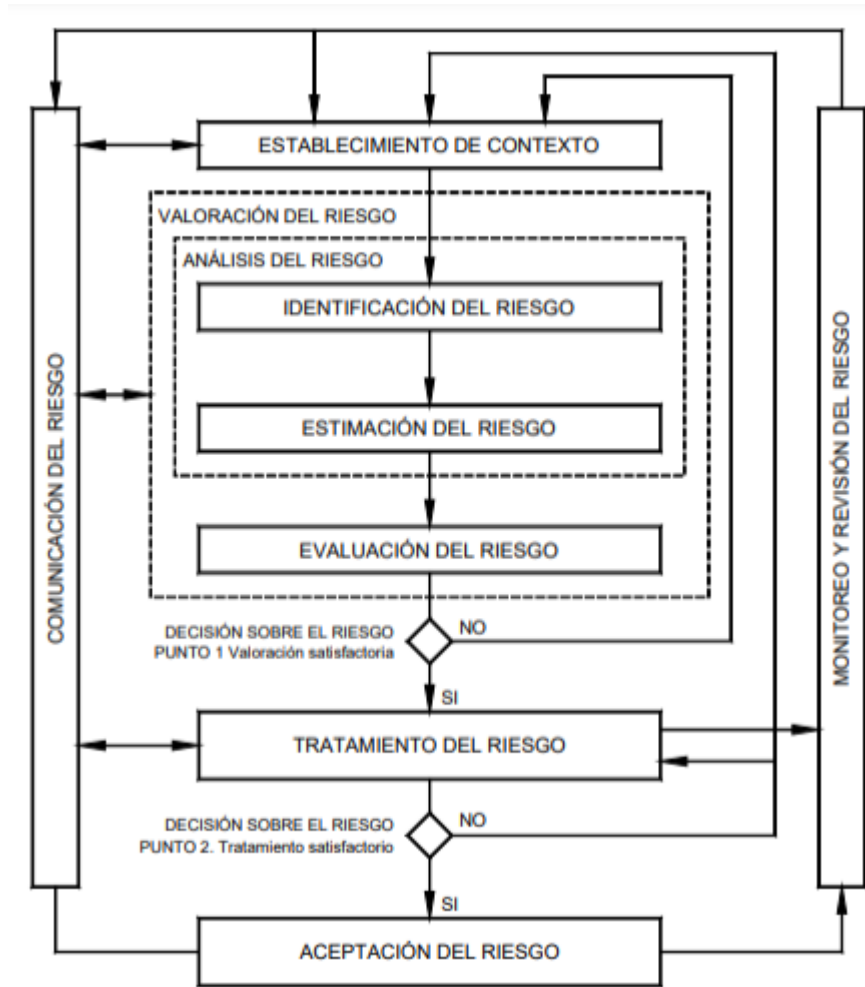 ESTABLECIMIENTO DE CONTEXTO
VALORACIÓN DEL RIESGO
ANÁLISIS DEL RIESGO
IDENTIFICACIÓN DEL RIESGO
ESTIMACIÓN DEL RIESGO
EVALUACIÓN DEL RIESGO
DECISIÓN SOBRE EL RIESGO
PUNTO 1 Valoración satisfactoria
NO
SI
TRATAMIENTO DEL RIESGO
DECISIÓN SOBRE EL RIESGO
PUNTO 2. Tratamiento satisfactorio
NO
SI
ACEPTACIÓN DEL RIESGO
COMUNICACIÓN DEL RIESGO
MONITOREO Y REVISIÓN DEL RIESGO